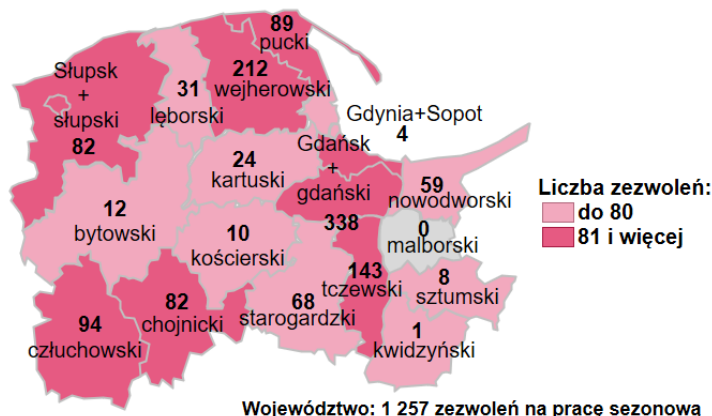 89
pucki
212
wejherowski
Słupsk
+
słupski
82
31
lęborski
Gdynia+Sopot
4
Gdańsk
+
gdański
338
24
kartuski
59
nowodworski
12
bytowski
10
kościerski
0
malborski
143
tczewski
8
sztumski
94
człuchowski
82
chojnicki
68
starogardzki
1
kwidzyński
Liczba zezwoleń:
do 80
81 i więcej
Województwo: 1 257 zezwoleń na pracę sezonową